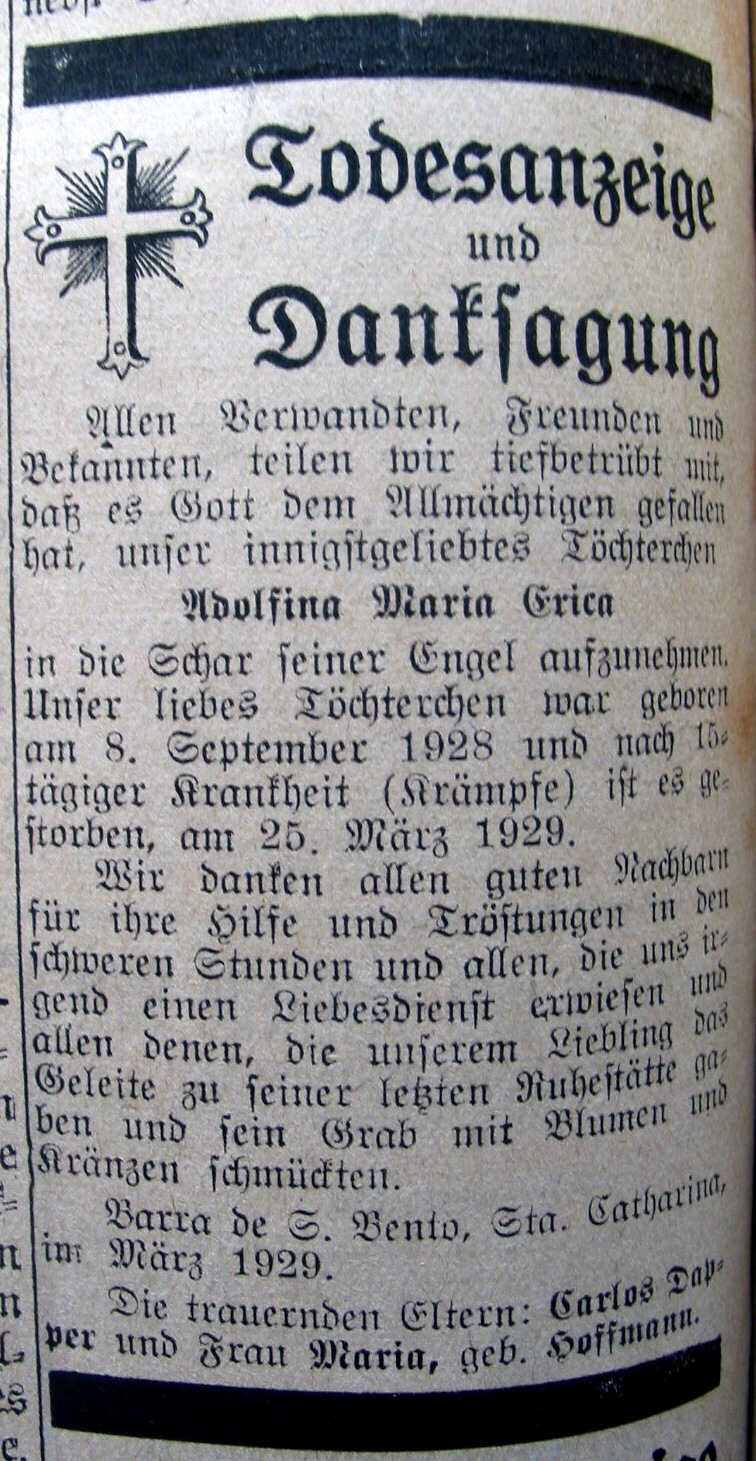 Todesanzeige
und
Danksagung
Allen Verwandten, Freunden und
Bekannten, teilen wir tiefbetrübt mit,
daß es Gott dem Allmächtigen gefallen
hat, unser innigstgeliebtes Töchterchen
Adolfina Maria Erica
in die Schar seiner Engel aufzunehmen.
Unser liebes Töchterchen war geboren
am 8. September 1928 und nach 15-
tägiger Krankheit (Krämpfe) ist es ge-
storben, am 25. März 1929.
Wir danken allen guten Nachbarn
für ihre Hilfe und Tröstungen in den
schweren Stunden und allen, die uns ir-
gend einen Liebesdienst erwiesen und
allen denen, die unserem Liebling das
Geleite zu seiner letzten Ruhestätte ga-
ben und sein Grab mit Blumen und
Kränzen schmückten.
Barra de S. Bento, Sta. Catharina,
im März 1929.
Die trauernden Eltern: Carlos Dap-
per und Frau Maria, geb. Hoffmann.